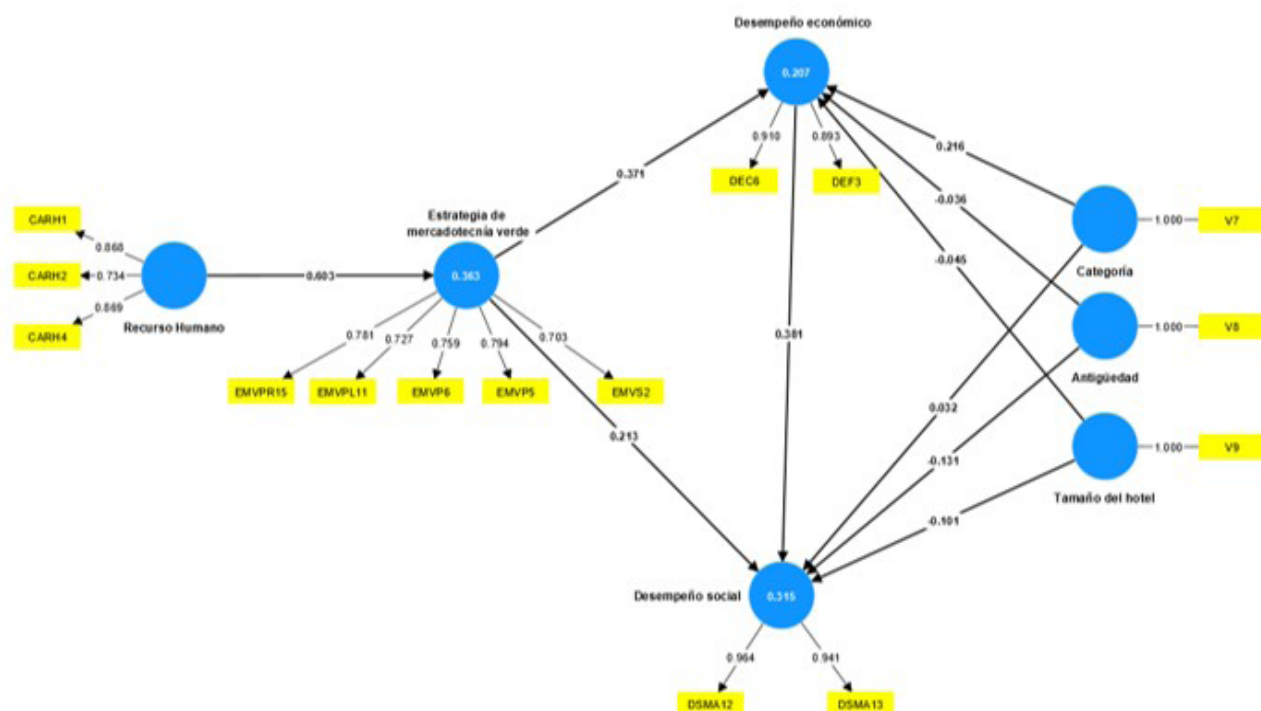 Desempeño económico
0.207
0.910
0.893
0.216
DEC6
DEF3
0.371
-0.036
CARH1
Estrategia de
mercadotecnía verde
1.000
V7
0.868
CARH2
0.734
0.603
0.363
-0.045
Categoría
0.869
CARH4
Recurso Humano
0.381
1.000
V8
0.781
0.727
0.759
0.794
0.703
Antigüedad
EMVPR15
EMVPL11
EMVP6
EMVP5
EMVS2
0.032
0.213
-0.131
1.000
V9
Tamaño del hotel
-0.101
Desempeño social
0.315
0.964
0.941
DSMA12
DSMA13